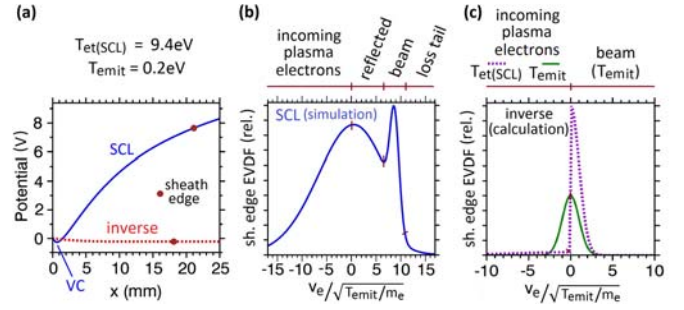 (a)
T_et(SCL) = 9.4eV
T_emit = 0.2eV
Potential (V)
8
6
4
2
0
SCL
sheath
edge
inverse
VC
0 5 10 15 20 25
x (mm)
(b)
incoming
plasma
electrons
reflected
beam
loss tail
SCL (simulation)
sh. edge EVDF (rel.)
-15 -10 -5 0 5 10 15
v_e/√T_emit/m_e
(c)
incoming
plasma
electrons
T_et(SCL) T_emit
beam
(T_emit)
inverse
(calculation)
sh. edge EVDF (rel.)
-10 -5 0 5 10
v_e/√T_emit/m_e